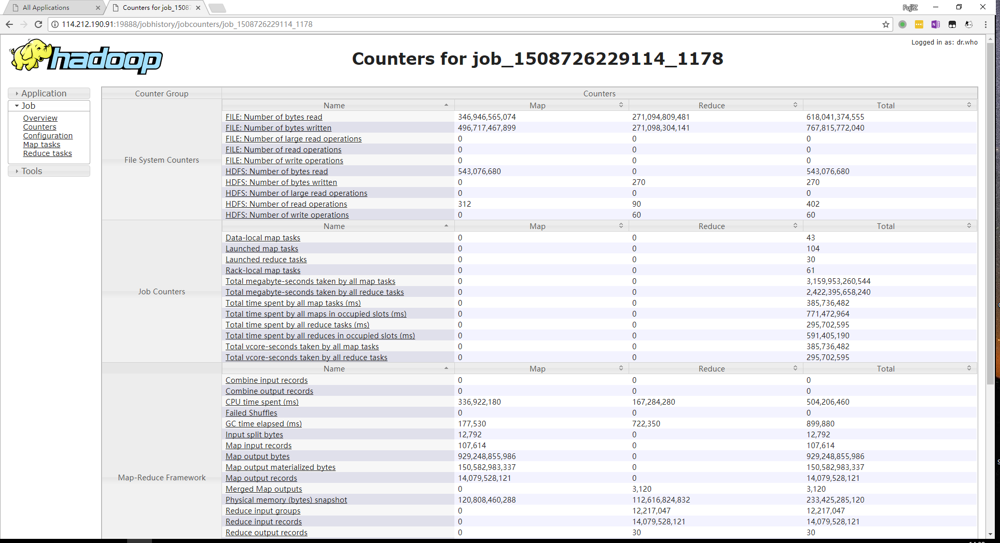 All Applications
Counters for job_1508
FujiZ
114.212.190.91:19888/jobhistory/jobcounters/job_1508726229114_1178
Logged in as: dr.who
hadoop
Counters for job_1508726229114_1178
Application
Job
Overview
Counters
Configuration
Map tasks
Reduce tasks
Tools
Counter Group Counters
File System Counters
Name Map Reduce Total
FILE: Number of bytes read 346,946,565,074 271,094,809,481 618,041,374,555
FILE: Number of bytes written 496,717,467,899 271,098,304,141 767,815,772,040
FILE: Number of large read operations 0 0 0
FILE: Number of read operations 0 0 0
FILE: Number of write operations 0 0 0
HDFS: Number of bytes read 543,076,680 0 543,076,680
HDFS: Number of bytes written 0 270 270
HDFS: Number of large read operations 0 0 0
HDFS: Number of read operations 312 90 402
HDFS: Number of write operations 0 60 60
Job Counters
Name Map Reduce Total
Data-local map tasks 0 0 43
Launched map tasks 0 0 104
Launched reduce tasks 0 0 30
Rack-local map tasks 0 0 61
Total megabyte-seconds taken by all map tasks 0 0 3,159,953,260,544
Total megabyte-seconds taken by all reduce tasks 0 0 2,422,395,658,240
Total time spent by all map tasks (ms) 0 0 385,736,482
Total time spent by all maps in occupied slots (ms) 0 0 771,472,964
Total time spent by all reduce tasks (ms) 0 0 295,702,595
Total time spent by all reduces in occupied slots (ms) 0 0 591,405,190
Total vcore-seconds taken by all map tasks 0 0 385,736,482
Total vcore-seconds taken by all reduce tasks 0 0 295,702,595
Map-Reduce Framework
Name Map Reduce Total
Combine input records 0 0 0
Combine output records 0 0 0
CPU time spent (ms) 336,922,180 167,284,280 504,206,460
Failed Shuffles 0 0 0
GC time elapsed (ms) 177,530 722,350 899,880
Input split bytes 12,792 0 12,792
Map input records 107,614 0 107,614
Map output bytes 929,248,855,986 0 929,248,855,986
Map output materialized bytes 150,582,983,337 0 150,582,983,337
Map output records 14,079,528,121 0 14,079,528,121
Merged Map outputs 0 3,120 3,120
Physical memory (bytes) snapshot 120,808,460,288 112,616,824,832 233,425,285,120
Reduce input groups 0 12,217,047 12,217,047
Reduce input records 0 14,079,528,121 14,079,528,121
Reduce output records 0 30 30